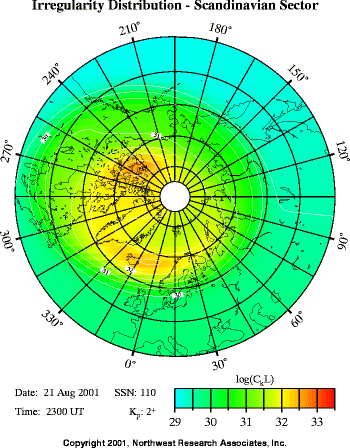 Irregularity Distribution - Scandinavian Sector
210° 180°
240° 150°
270° 120°
300° 90°
330° 60°
0° 30°
log(CkL)
Date: 21 Aug 2001 SSN: 110
Time: 2300 UT Kp: 2+
29 30 31 32 33
Copyright 2001, Northwest Research Associates, Inc.